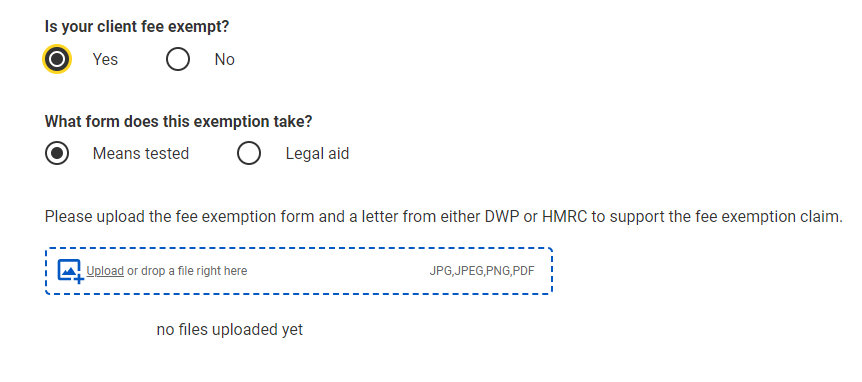 Is your client fee exempt?
Yes No
What form does this exemption take?
Means tested Legal aid
Please upload the fee exemption form and a letter from either DWP or HMRC to support the fee exemption claim.
Upload or drop a file right here JPG,JPEG,PNG,PDF
no files uploaded yet